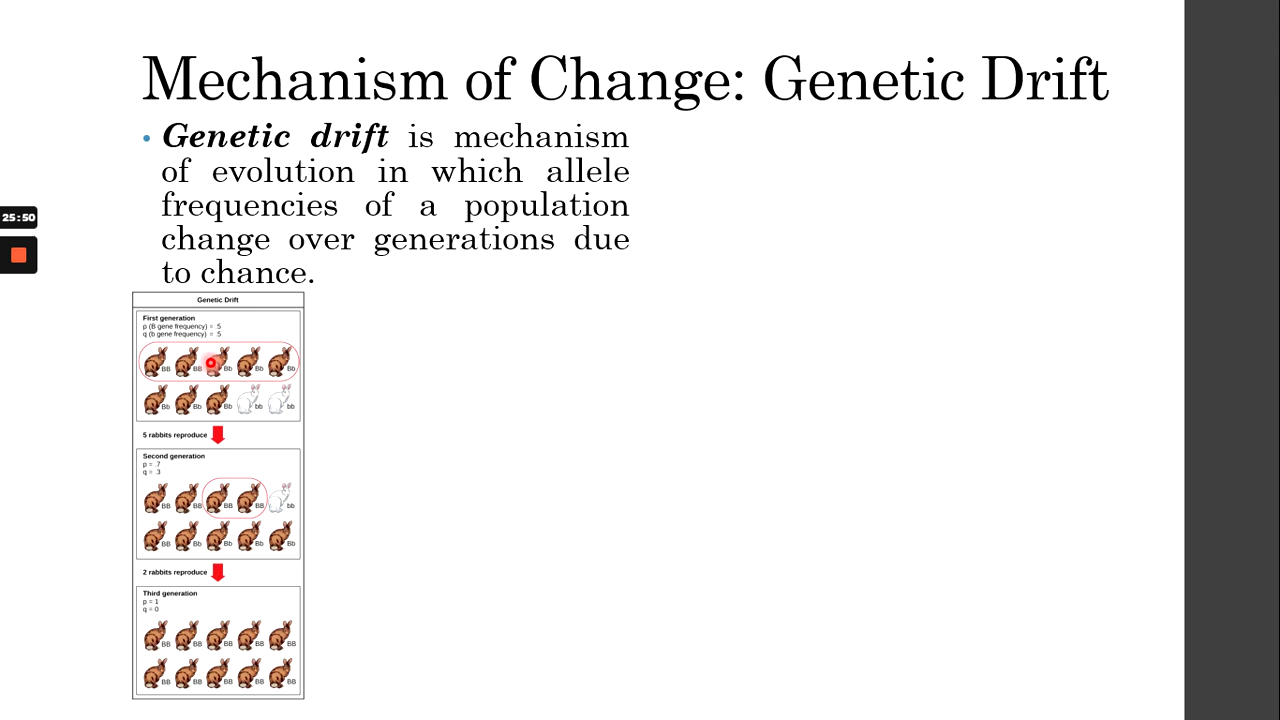 Mechanism of Change: Genetic Drift
• Genetic drift is mechanism
of evolution in which allele
frequencies of a population
change over generations due
to chance.
25:50
Genetic Drift
First generation
p (B gene frequency) = .5
q (b gene frequency) = .5
BB BB Bb Bb Bb
Bb Bb Bb bb bb
5 rabbits reproduce
Second generation
p = .7
q = .3
BB BB BB BB bb
BB Bb Bb Bb Bb
2 rabbits reproduce
Third generation
p = 1
q = 0
BB BB BB BB BB
BB BB BB BB BB